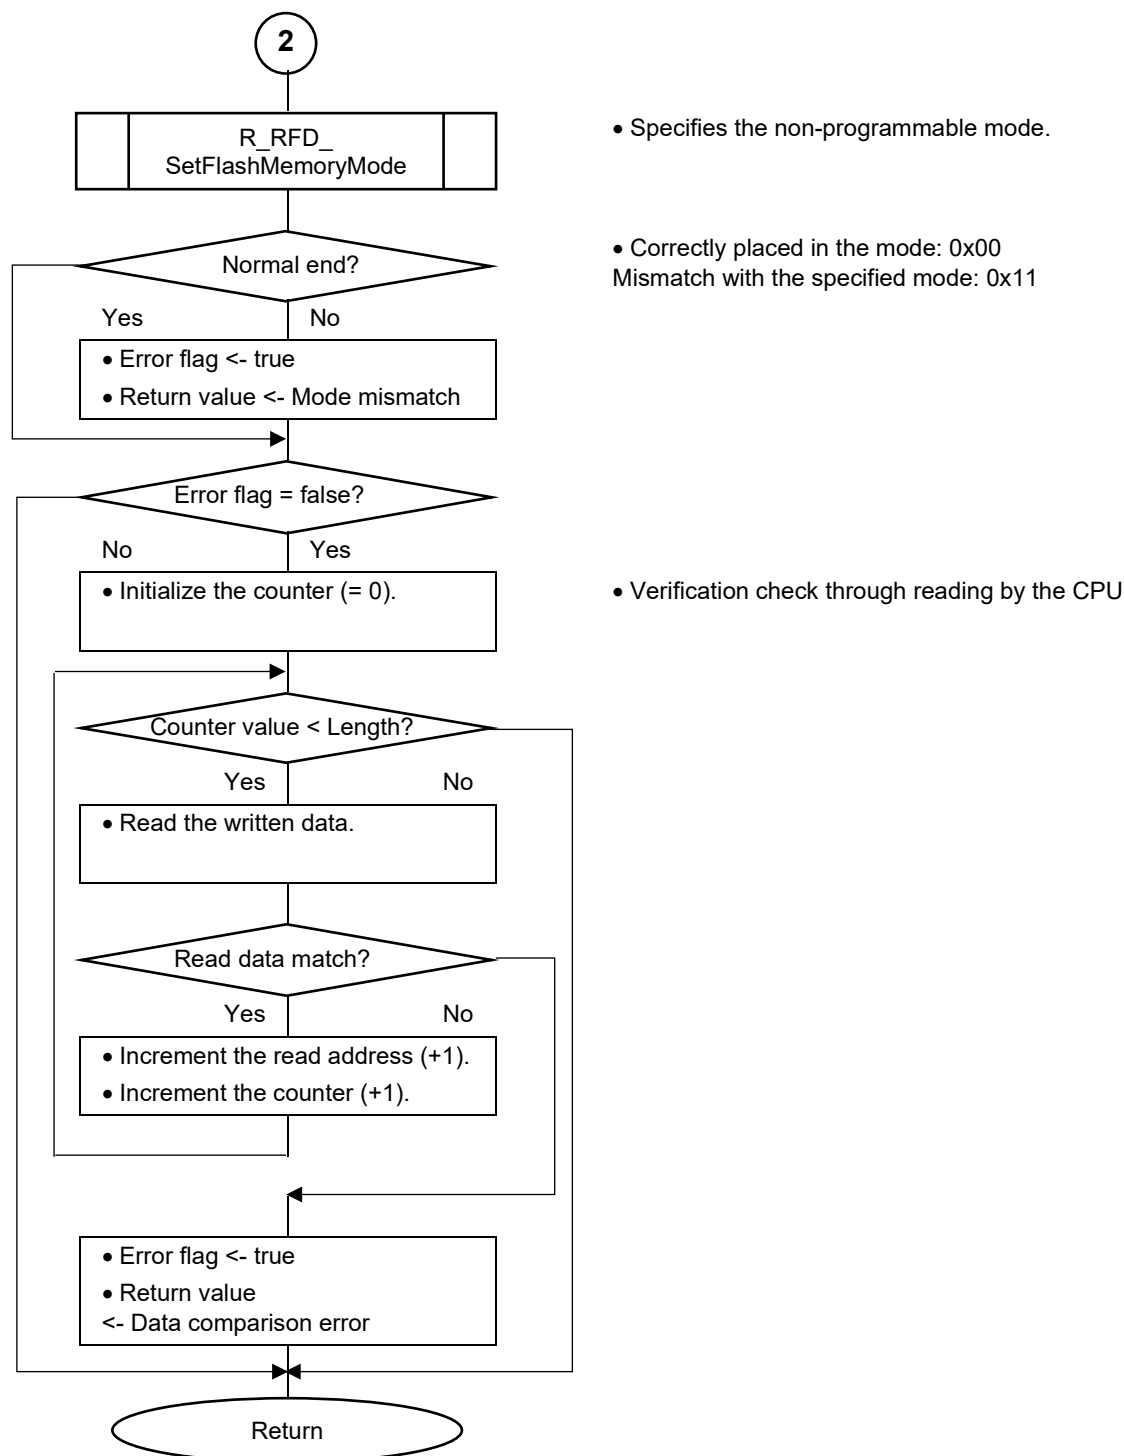 2
R_RFD_
SetFlashMemoryMode
• Specifies the non-programmable mode.
Normal end?
• Correctly placed in the mode: 0x00
Mismatch with the specified mode: 0x11
Yes No
• Error flag <- true
• Return value <- Mode mismatch
Error flag = false?
No Yes
• Initialize the counter (= 0).
• Verification check through reading by the CPU
Counter value < Length?
Yes No
• Read the written data.
Read data match?
Yes No
• Increment the read address (+1).
• Increment the counter (+1).
• Error flag <- true
• Return value
<- Data comparison error
Return